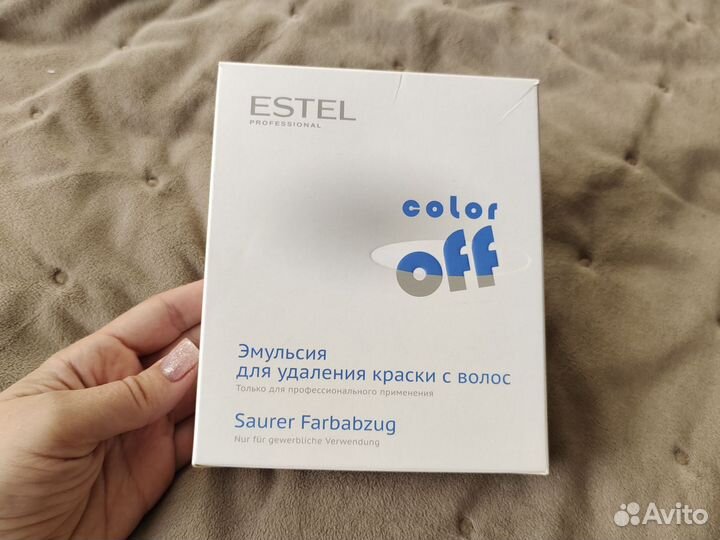 ESTEL
PROFESSIONAL
color
off
Эмульсия
для удаления краски с волос
Только для профессионального применения
Saurer Farbabzug
Nur für gewerbliche Verwendung
Avito